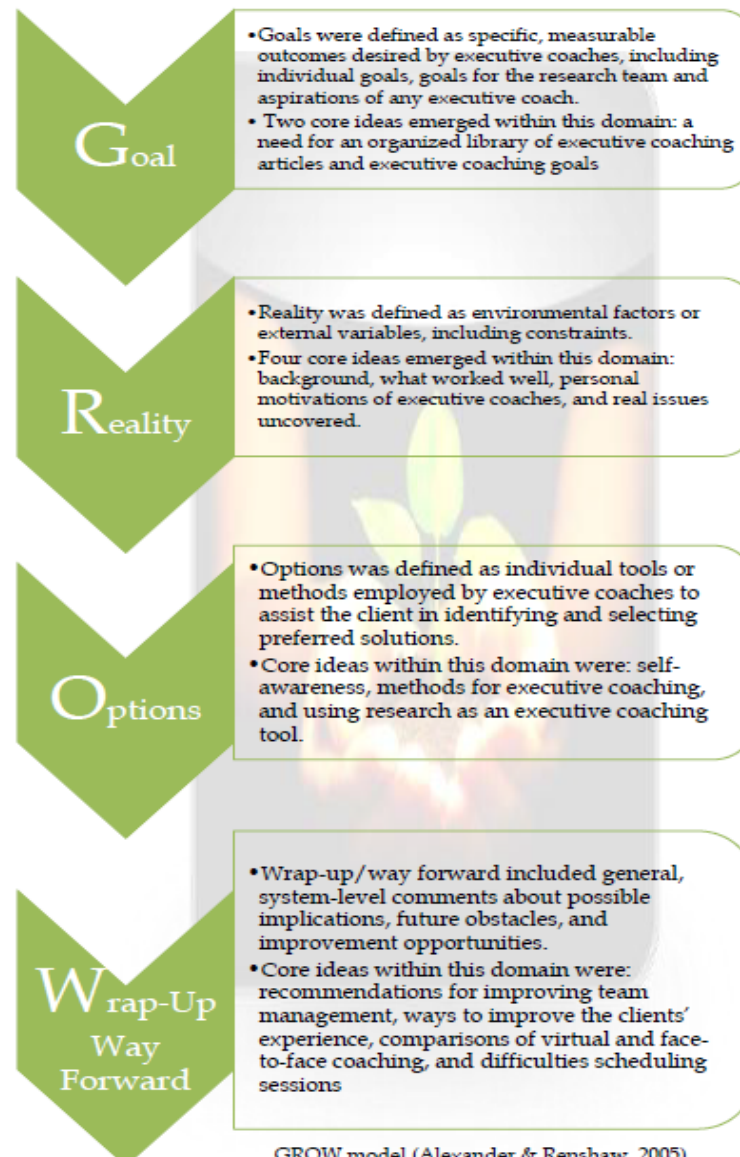 •Goals were defined as specific, measurable
outcomes desired by executive coaches, including
individual goals, goals for the research team and
aspirations of any executive coach.
• Two core ideas emerged within this domain: a
need for an organized library of executive coaching
articles and executive coaching goals
Goal
•Reality was defined as environmental factors or
external variables, including constraints.
•Four core ideas emerged within this domain:
background, what worked well, personal
motivations of executive coaches, and real issues
uncovered.
Reality
•Options was defined as individual tools or
methods employed by executive coaches to
assist the client in identifying and selecting
preferred solutions.
•Core ideas within this domain were: self-
awareness, methods for executive coaching,
and using research as an executive coaching
tool.
Options
•Wrap-up/way forward included general,
system-level comments about possible
implications, future obstacles, and
improvement opportunities.
•Core ideas within this domain were:
recommendations for improving team
management, ways to improve the clients'
experience, comparisons of virtual and face-
to-face coaching, and difficulties scheduling
sessions
Wrap-Up
Way
Forward
GROW model (Alexander & Renshaw, 2005)